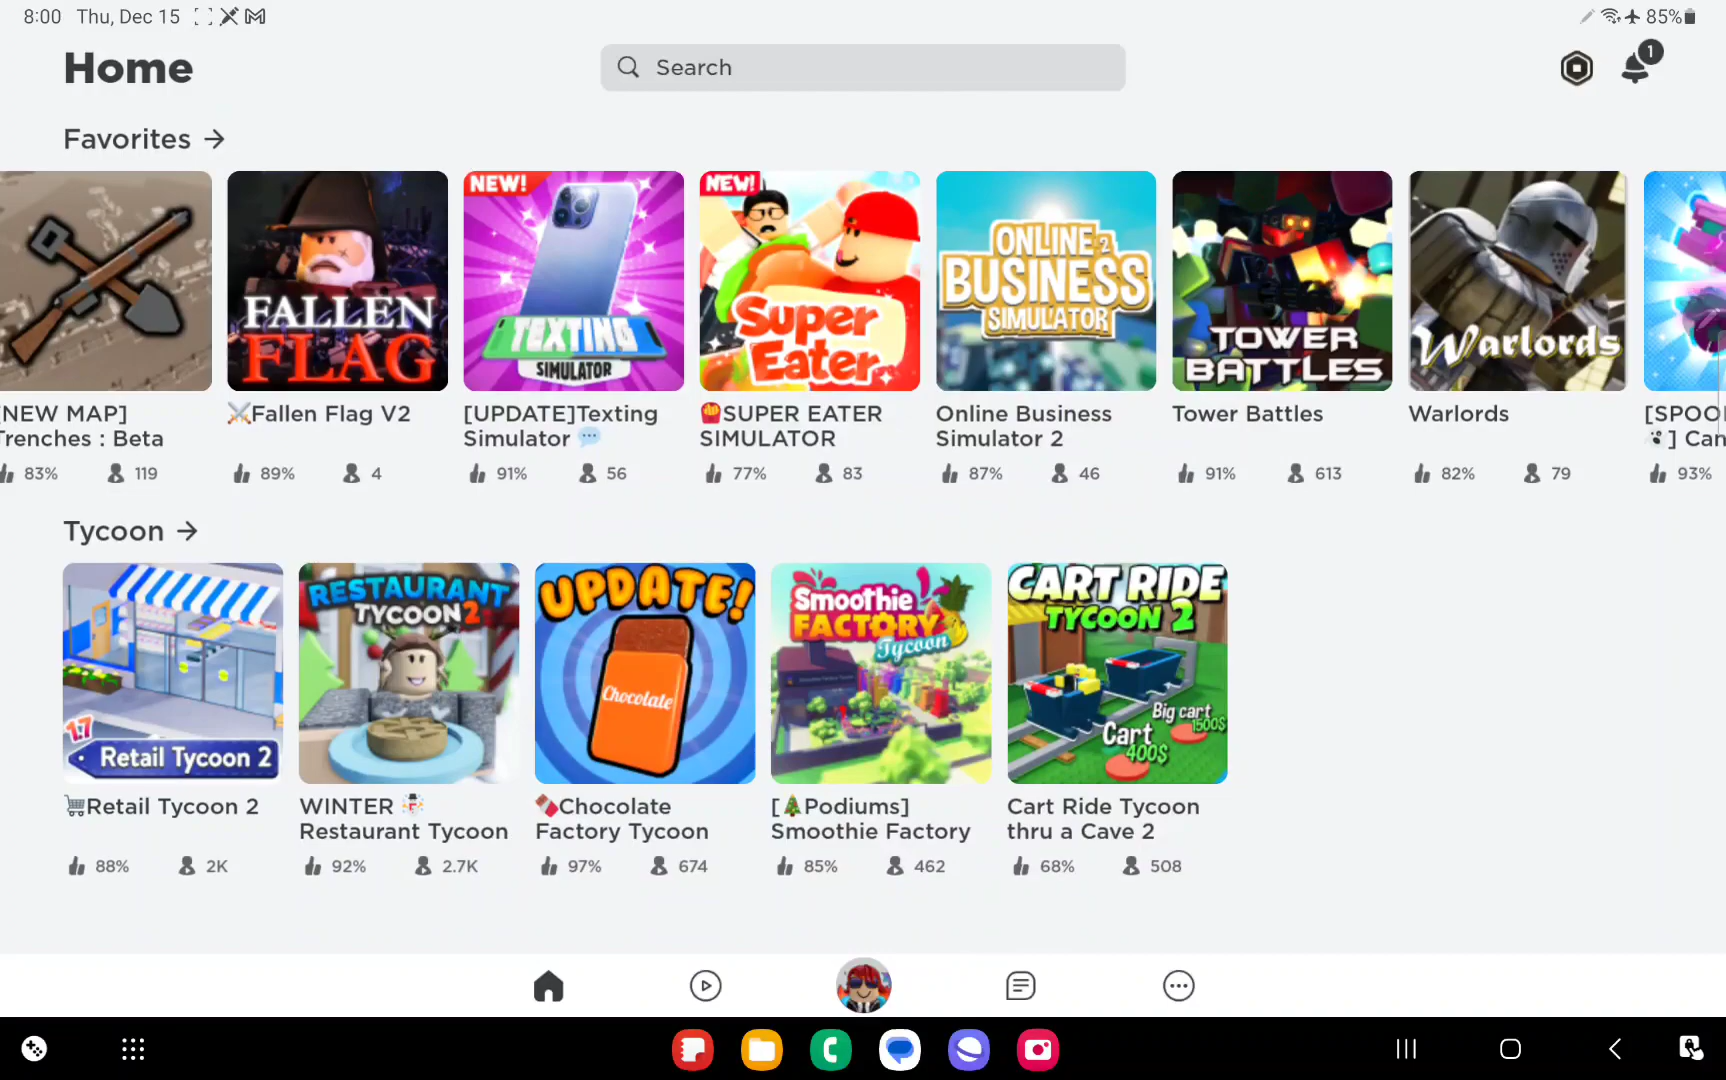 8:00 Thu, Dec 15
85%
Home
Search
1
Favorites →
FALLEN
FLAG
NEW!
TEXTING
SIMULATOR
NEW!
Super
Eater
ONLINE 2
BUSINESS
SIMULATOR
TOWER
BATTLES
Warlords
[NEW MAP]
Trenches : Beta
83% 119
⚔️Fallen Flag V2
89% 4
[UPDATE]Texting
Simulator 💬
91% 56
🍟SUPER EATER
SIMULATOR
77% 83
Online Business
Simulator 2
87% 46
Tower Battles
91% 613
Warlords
82% 79
[SPOO
👻] Can
93%
Tycoon →
1.7
Retail Tycoon 2
RESTAURANT
TYCOON 2
UPDATE!
Chocolate
Smoothie
FACTORY
Tycoon
CART RIDE
TYCOON 2
Big cart
1500$
Cart
400$
🛒Retail Tycoon 2
88% 2K
WINTER ☃️
Restaurant Tycoon
92% 2.7K
🍫Chocolate
Factory Tycoon
97% 674
[🎄Podiums]
Smoothie Factory
85% 462
Cart Ride Tycoon
thru a Cave 2
68% 508